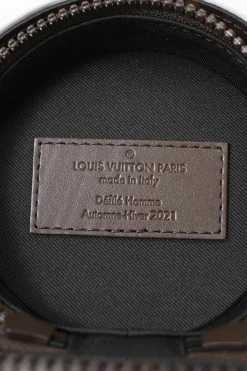 LOUIS VUITTON PARIS
made in Italy
Défilé Homme
Automne-Hiver 2021